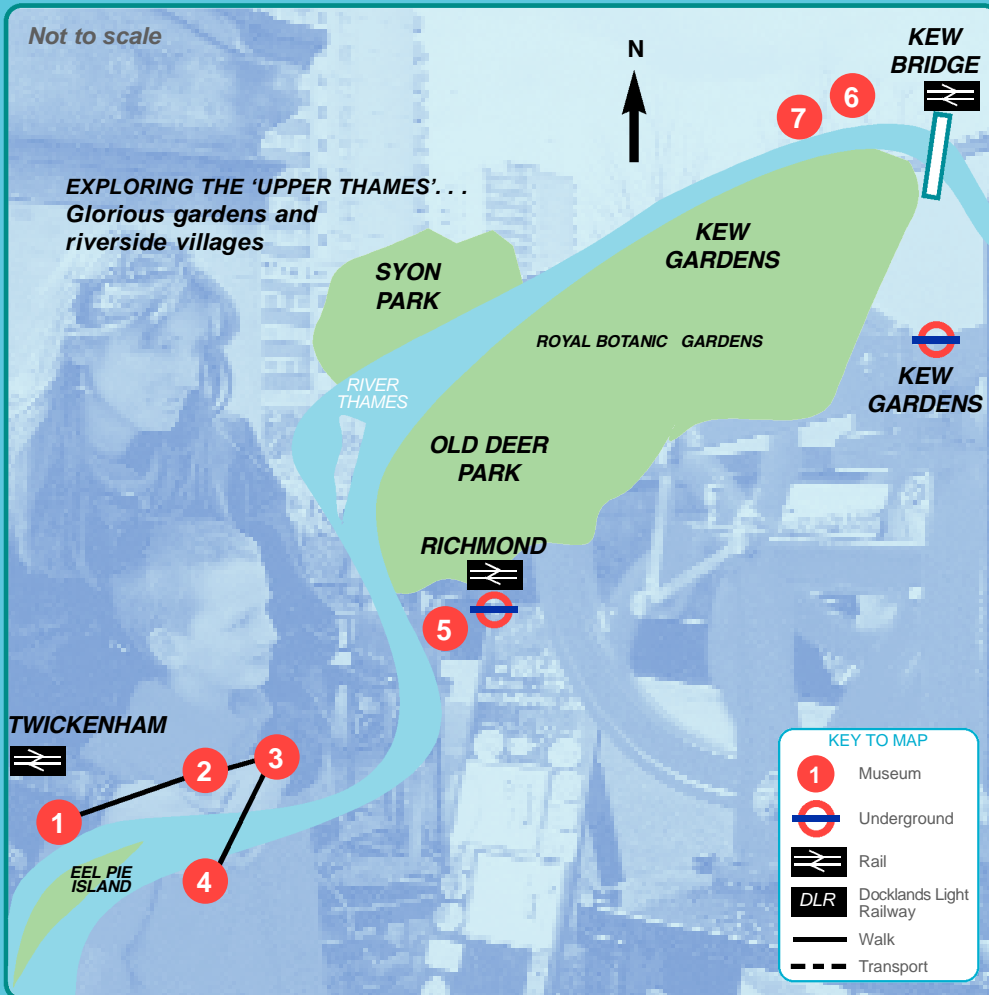 Not to scale
N
KEW
BRIDGE
7
6
EXPLORING THE ‘UPPER THAMES’. . .
Glorious gardens and
riverside villages
KEW
GARDENS
SYON
PARK
ROYAL BOTANIC GARDENS
KEW
GARDENS
RIVER
THAMES
OLD DEER
PARK
RICHMOND
5
TWICKENHAM
1
2
3
4
EEL PIE
ISLAND
KEY TO MAP
1 Museum
Underground
Rail
DLR Docklands Light
Railway
Walk
Transport